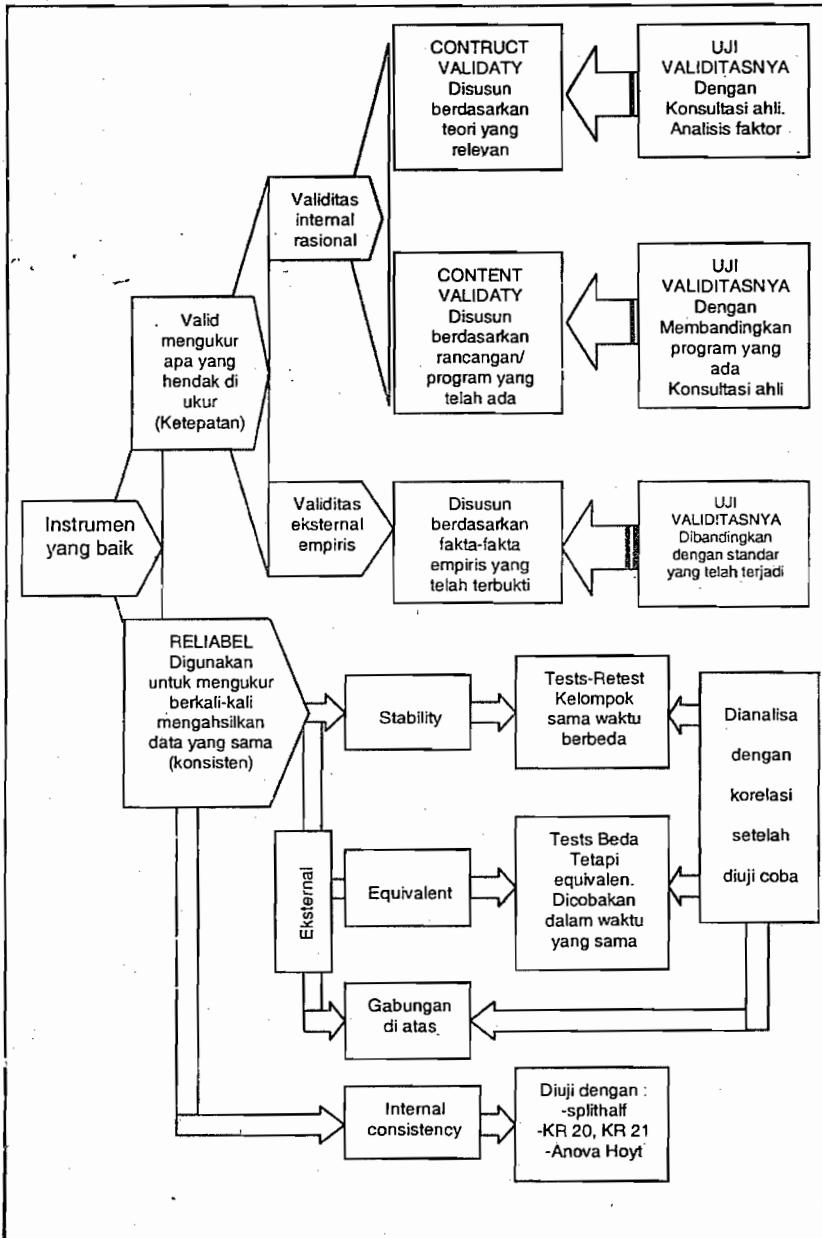 CONTRUCT
VALIDATY
Disusun
berdasarkan
teori yang
relevan
UJI
VALIDITASNYA
Dengan
Konsultasi ahli.
Analisis faktor
Validitas
internal
rasional
CONTENT
VALIDATY
Disusun
berdasarkan
rancangan/
program yang
telah ada
UJI
VALIDITASNYA
Dengan
Membandingkan
program yang
ada
Konsultasi ahli
Valid
mengukur
apa yang
hendak di
ukur
(Ketepatan)
Instrumen
yang baik
Validitas
eksternal
empiris
Disusun
berdasarkan
fakta-fakta
empiris yang
telah terbukti
UJI
VALIDITASNYA
Dibandingkan
dengan standar
yang telah terjadi
RELIABEL
Digunakan
untuk mengukur
berkali-kali
mengahsilkan
data yang sama
(konsisten)
Stability
Tests-Retest
Kelompok
sama waktu
berbeda
Dianalisa
dengan
korelasi
setelah
diuji coba
Eksternal
Equivalent
Tests Beda
Tetapi
equivalen.
Dicobakan
dalam waktu
yang sama
Gabungan
di atas
Internal
consistency
Diuji dengan :
-splithalf
-KR 20, KR 21
-Anova Hoyt